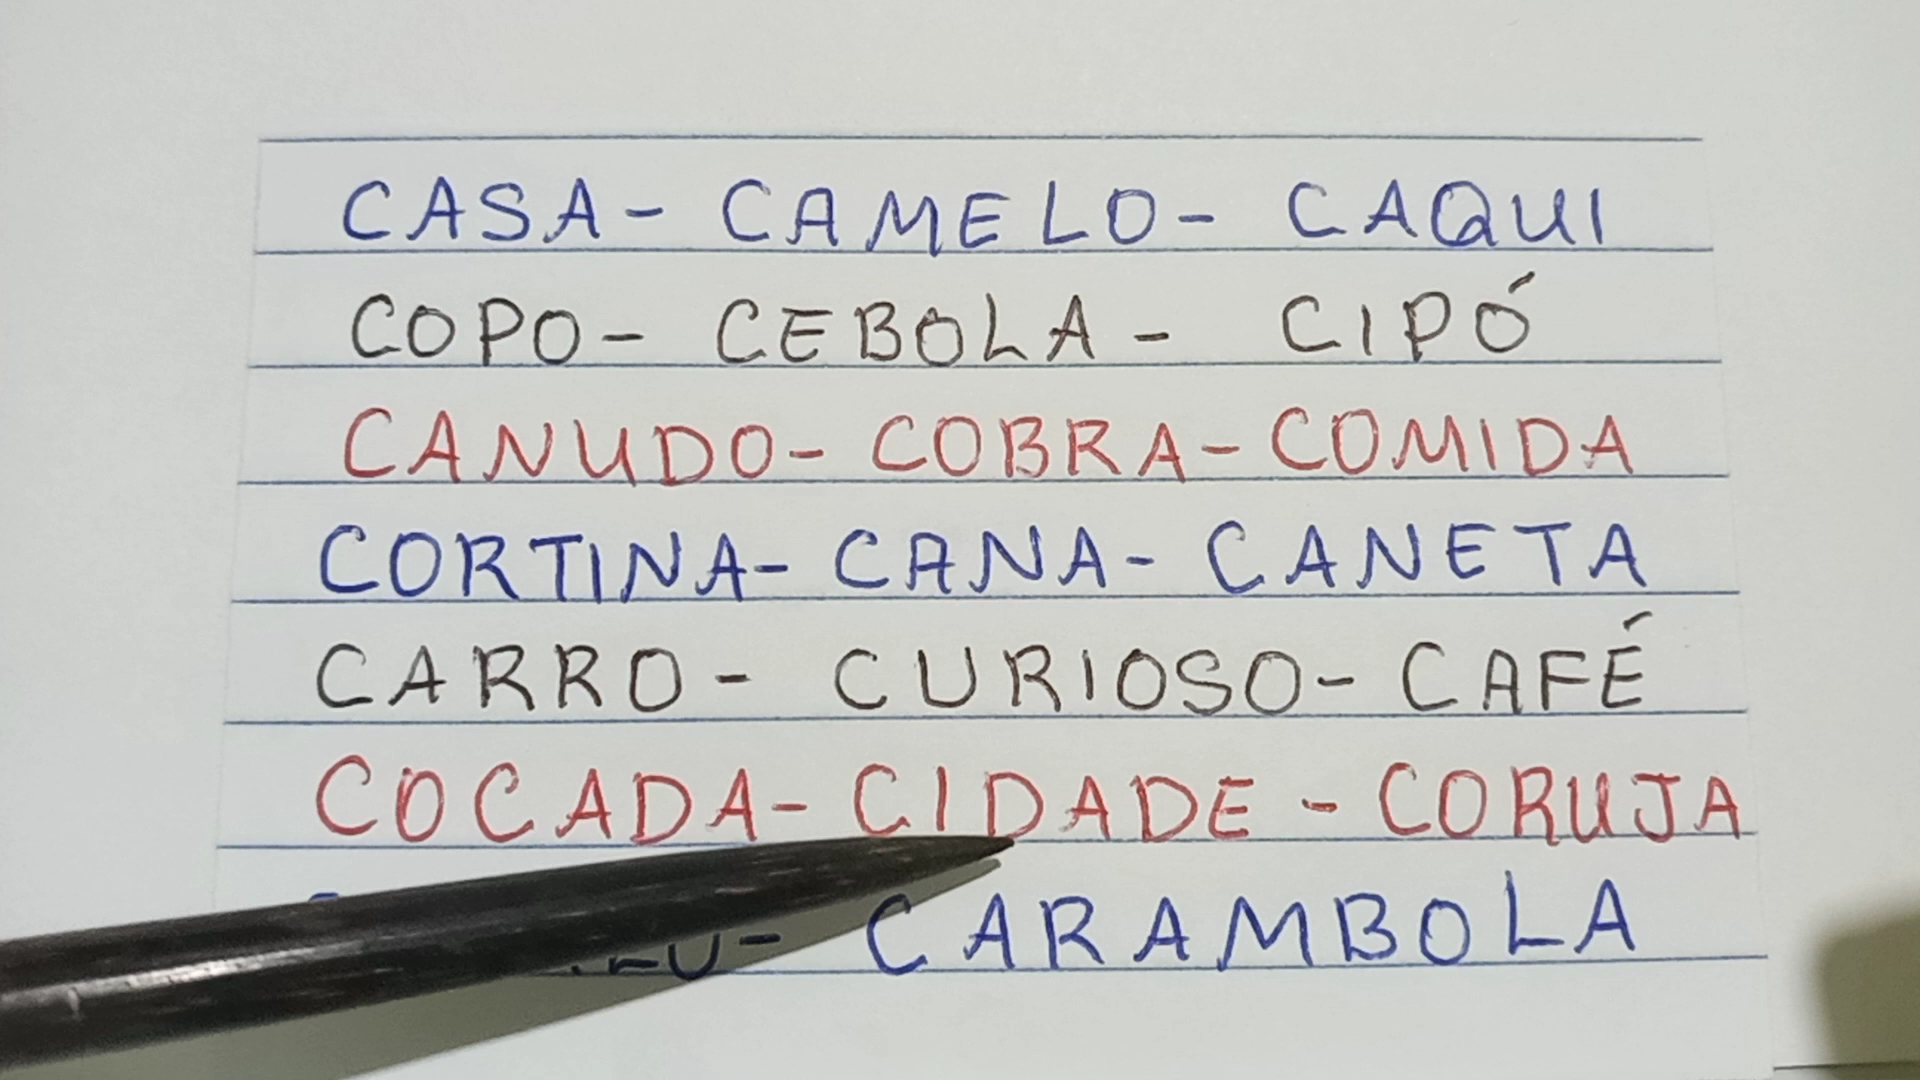 CASA- CAMELO- CAQUI
COPO- CEBOLA- CIPÓ
CANUDO- COBRA- COMIDA
CORTINA- CANA- CANETA
CARRO- CURIOSO- CAFÉ
COCADA- CIDADE - CORUJA
CARAMBOLA